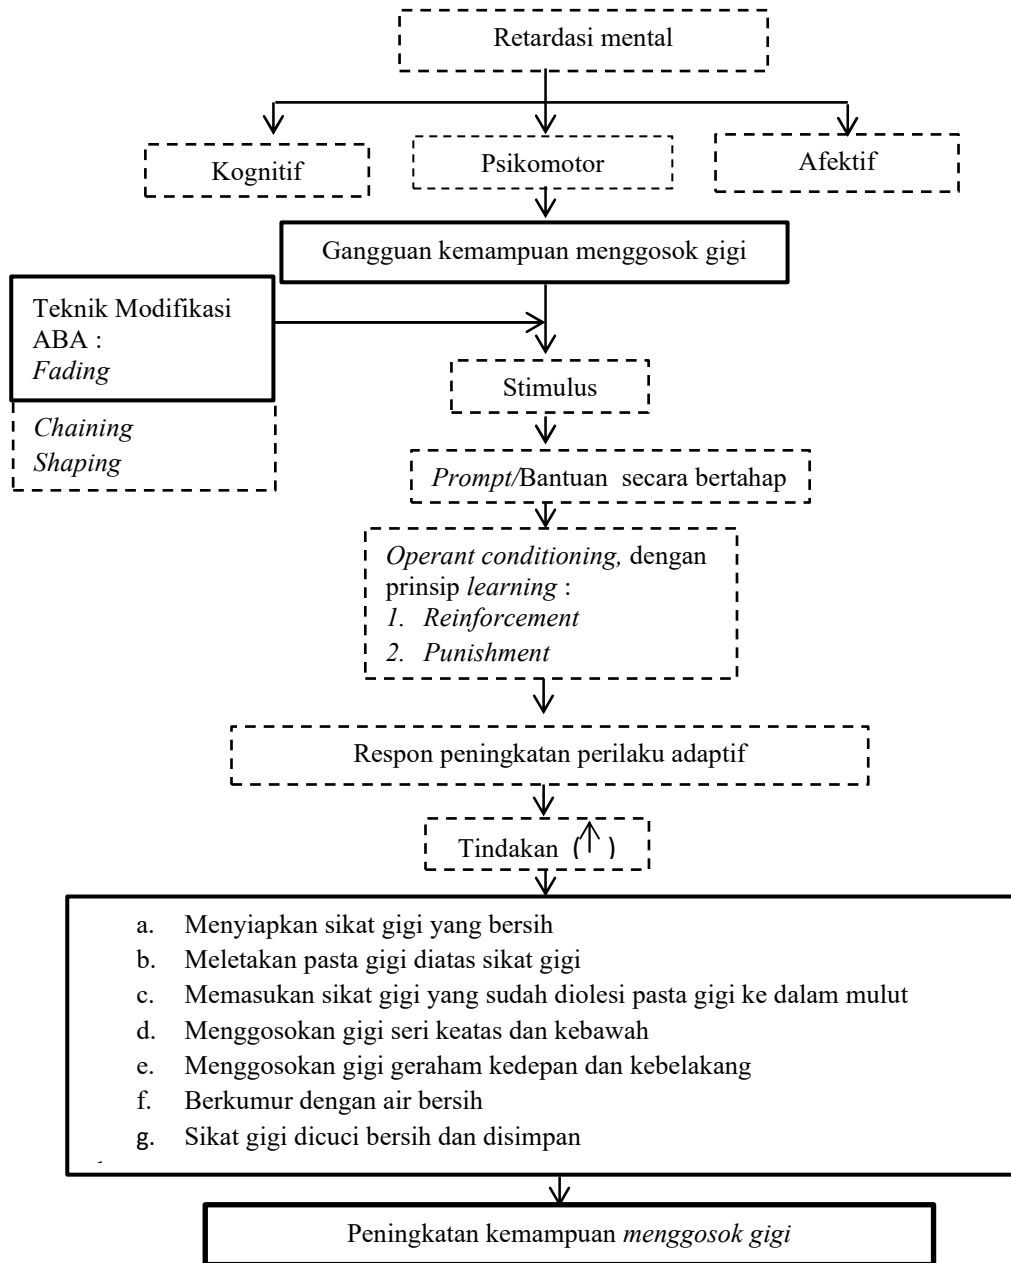 Retardasi mental
Kognitif
Psikomotor
Afektif
Gangguan kemampuan menggosok gigi
Teknik Modifikasi
ABA :
Fading
Chaining
Shaping
Stimulus
Prompt/Bantuan secara bertahap
Operant conditioning, dengan
prinsip learning :
1. Reinforcement
2. Punishment
Respon peningkatan perilaku adaptif
Tindakan (↑)
a. Menyiapkan sikat gigi yang bersih
b. Meletakan pasta gigi diatas sikat gigi
c. Memasukan sikat gigi yang sudah diolesi pasta gigi ke dalam mulut
d. Menggosokan gigi seri keatas dan kebawah
e. Menggosokan gigi geraham kedepan dan kebelakang
f. Berkumur dengan air bersih
g. Sikat gigi dicuci bersih dan disimpan
Peningkatan kemampuan menggosok gigi